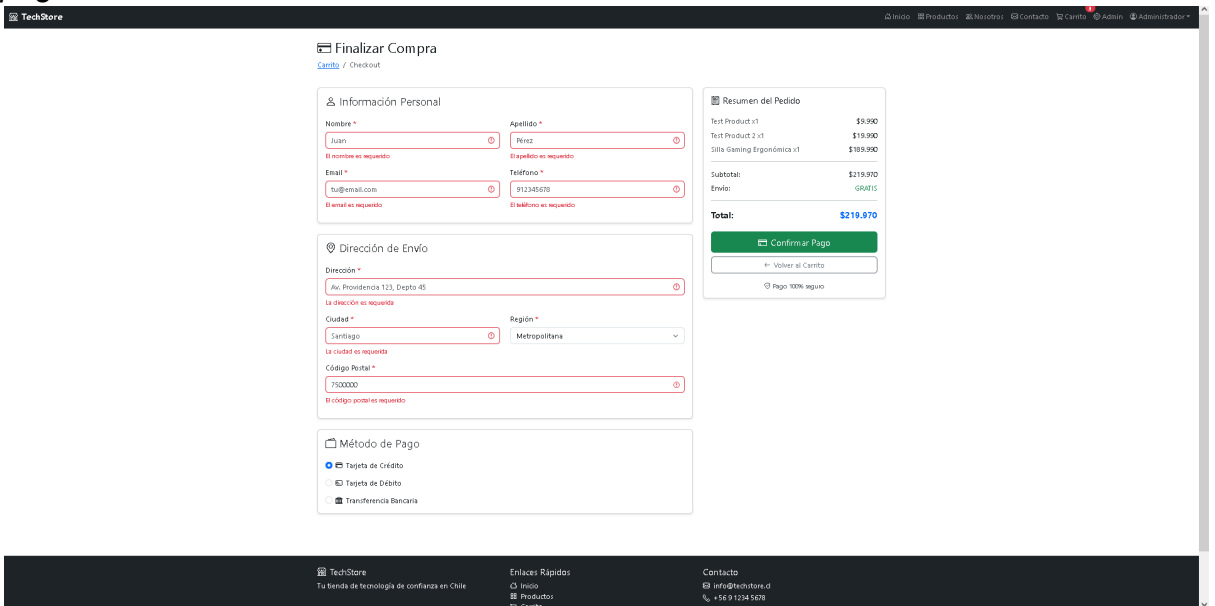 TechStore
Inicio Productos Nosotros Contacto Carrito Admin Administrador
Finalizar Compra
Carrito / Checkout
Información Personal
Nombre * Apellido *
Juan Pérez
El nombre es requerido El apellido es requerido
Email * Teléfono *
tu@email.com 912345678
El email es requerido El teléfono es requerido
Dirección de Envío
Dirección *
Av. Providencia 123, Depto 45
La dirección es requerida
Ciudad * Región *
Santiago Metropolitana
La ciudad es requerida
Código Postal *
7500000
El código postal es requerido
Método de Pago
Tarjeta de Crédito
Tarjeta de Débito
Transferencia Bancaria
Resumen del Pedido
Test Product x1 $9.990
Test Product 2 x1 $19.990
Silla Gaming Ergonómica x1 $189.990
Subtotal: $219.970
Envío: GRATIS
Total: $219.970
Confirmar Pago
← Volver al Carrito
Pago 100% seguro
TechStore
Tu tienda de tecnología de confianza en Chile
Enlaces Rápidos
Inicio
Productos
Contacto
info@techstore.cl
+56 9 1234 5678